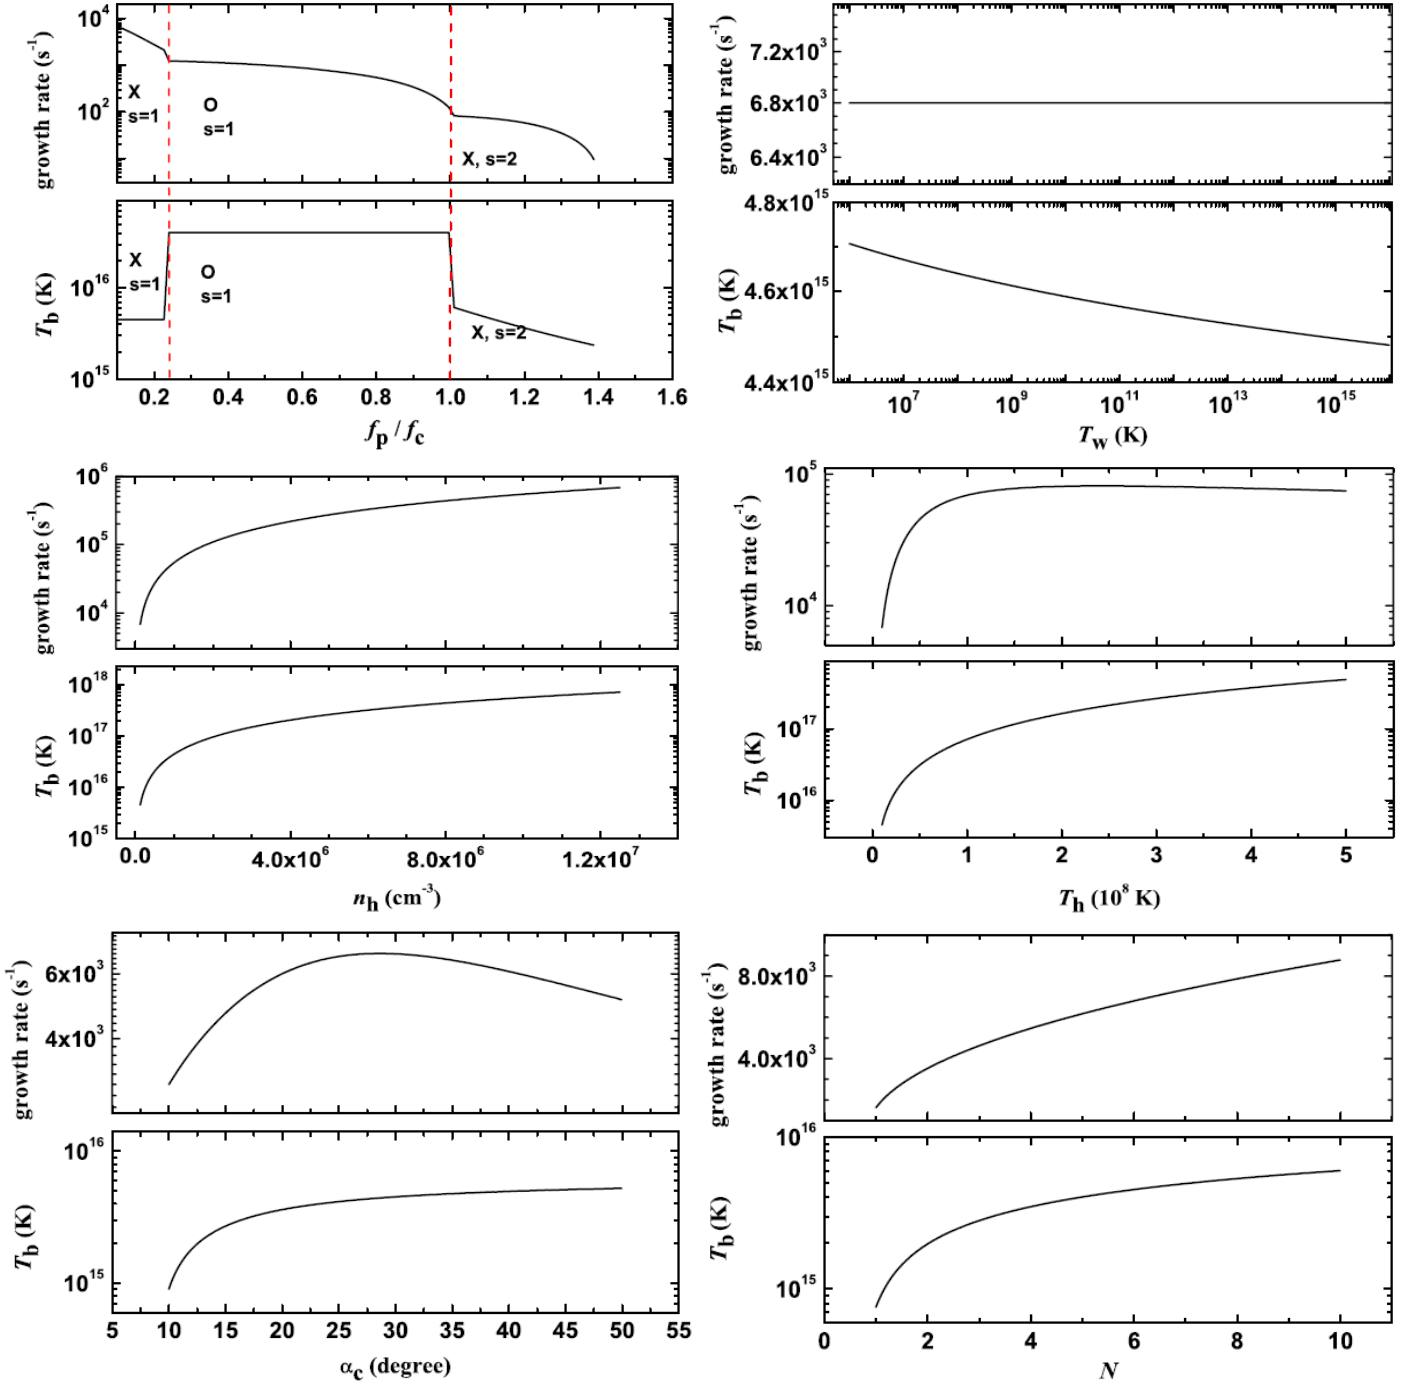 growth rate (s⁻¹)
10⁴
10²
X
s=1
O
s=1
X, s=2
T_b (K)
10¹⁶
10¹⁵
X
s=1
O
s=1
X, s=2
0.2 0.4 0.6 0.8 1.0 1.2 1.4 1.6
f_p / f_c
growth rate (s⁻¹)
7.2x10³
6.8x10³
6.4x10³
T_b (K)
4.8x10¹⁵
4.6x10¹⁵
4.4x10¹⁵
10⁷ 10⁹ 10¹¹ 10¹³ 10¹⁵
T_w (K)
growth rate (s⁻¹)
10⁶
10⁵
10⁴
T_b (K)
10¹⁸
10¹⁷
10¹⁶
10¹⁵
0.0 4.0x10⁶ 8.0x10⁶ 1.2x10⁷
n_h (cm⁻³)
growth rate (s⁻¹)
10⁵
10⁴
T_b (K)
10¹⁷
10¹⁶
0 1 2 3 4 5
T_h (10⁸ K)
growth rate (s⁻¹)
6x10³
4x10³
T_b (K)
10¹⁶
10¹⁵
5 10 15 20 25 30 35 40 45 50 55
α_c (degree)
growth rate (s⁻¹)
8.0x10³
4.0x10³
T_b (K)
10¹⁶
10¹⁵
0 2 4 6 8 10
N